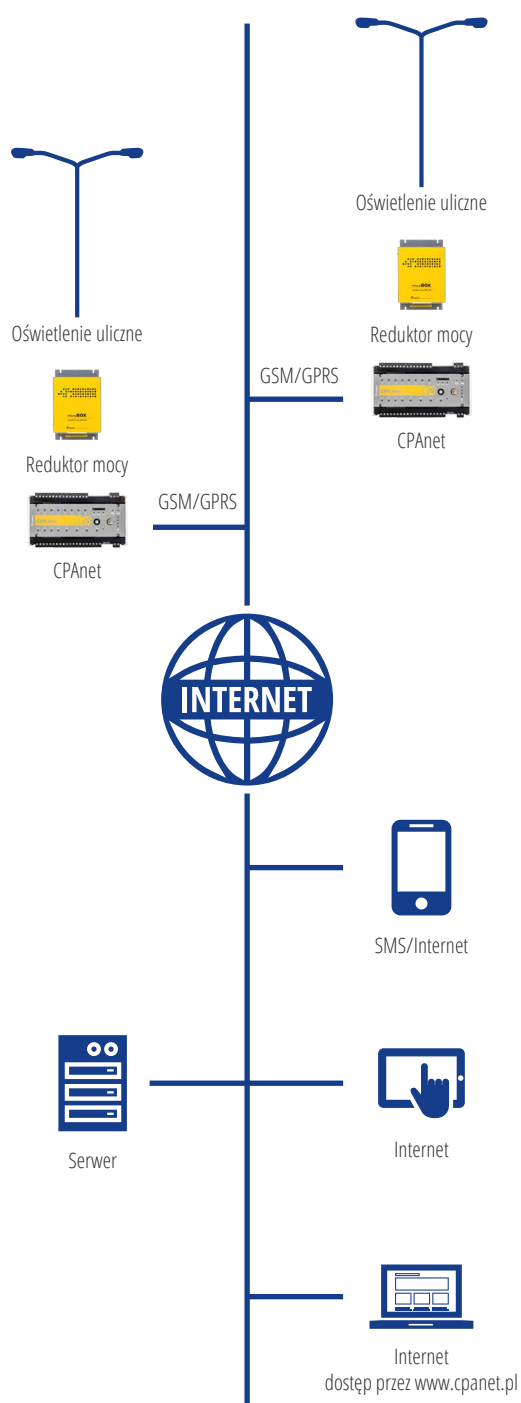 Oświetlenie uliczne
Reduktor mocy
GSM/GPRS
CPAnet
Oświetlenie uliczne
BOX
Reduktor mocy
GSM/GPRS
CPAnet
INTERNET
SMS/Internet
Serwer
Internet
Internet
dostęp przez www.cpanet.pl